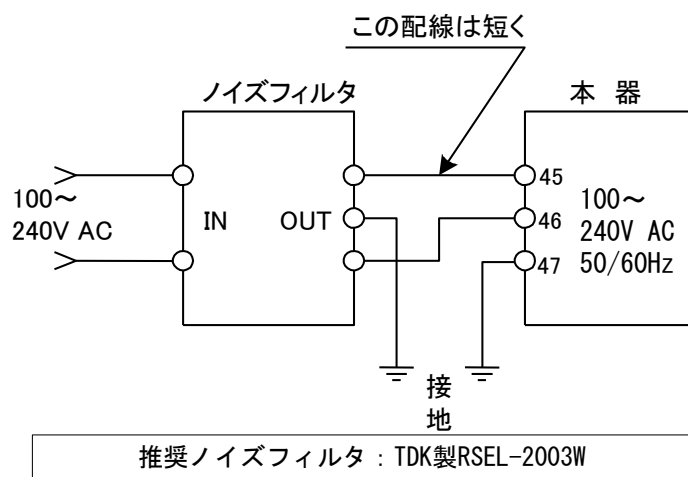 この配線は短く
ノイズフィルタ
本 器
100～
240V AC
IN
OUT
45
46
47
100～
240V AC
50/60Hz
接
地
推奨ノイズフィルタ : TDK製RSEL-2003W